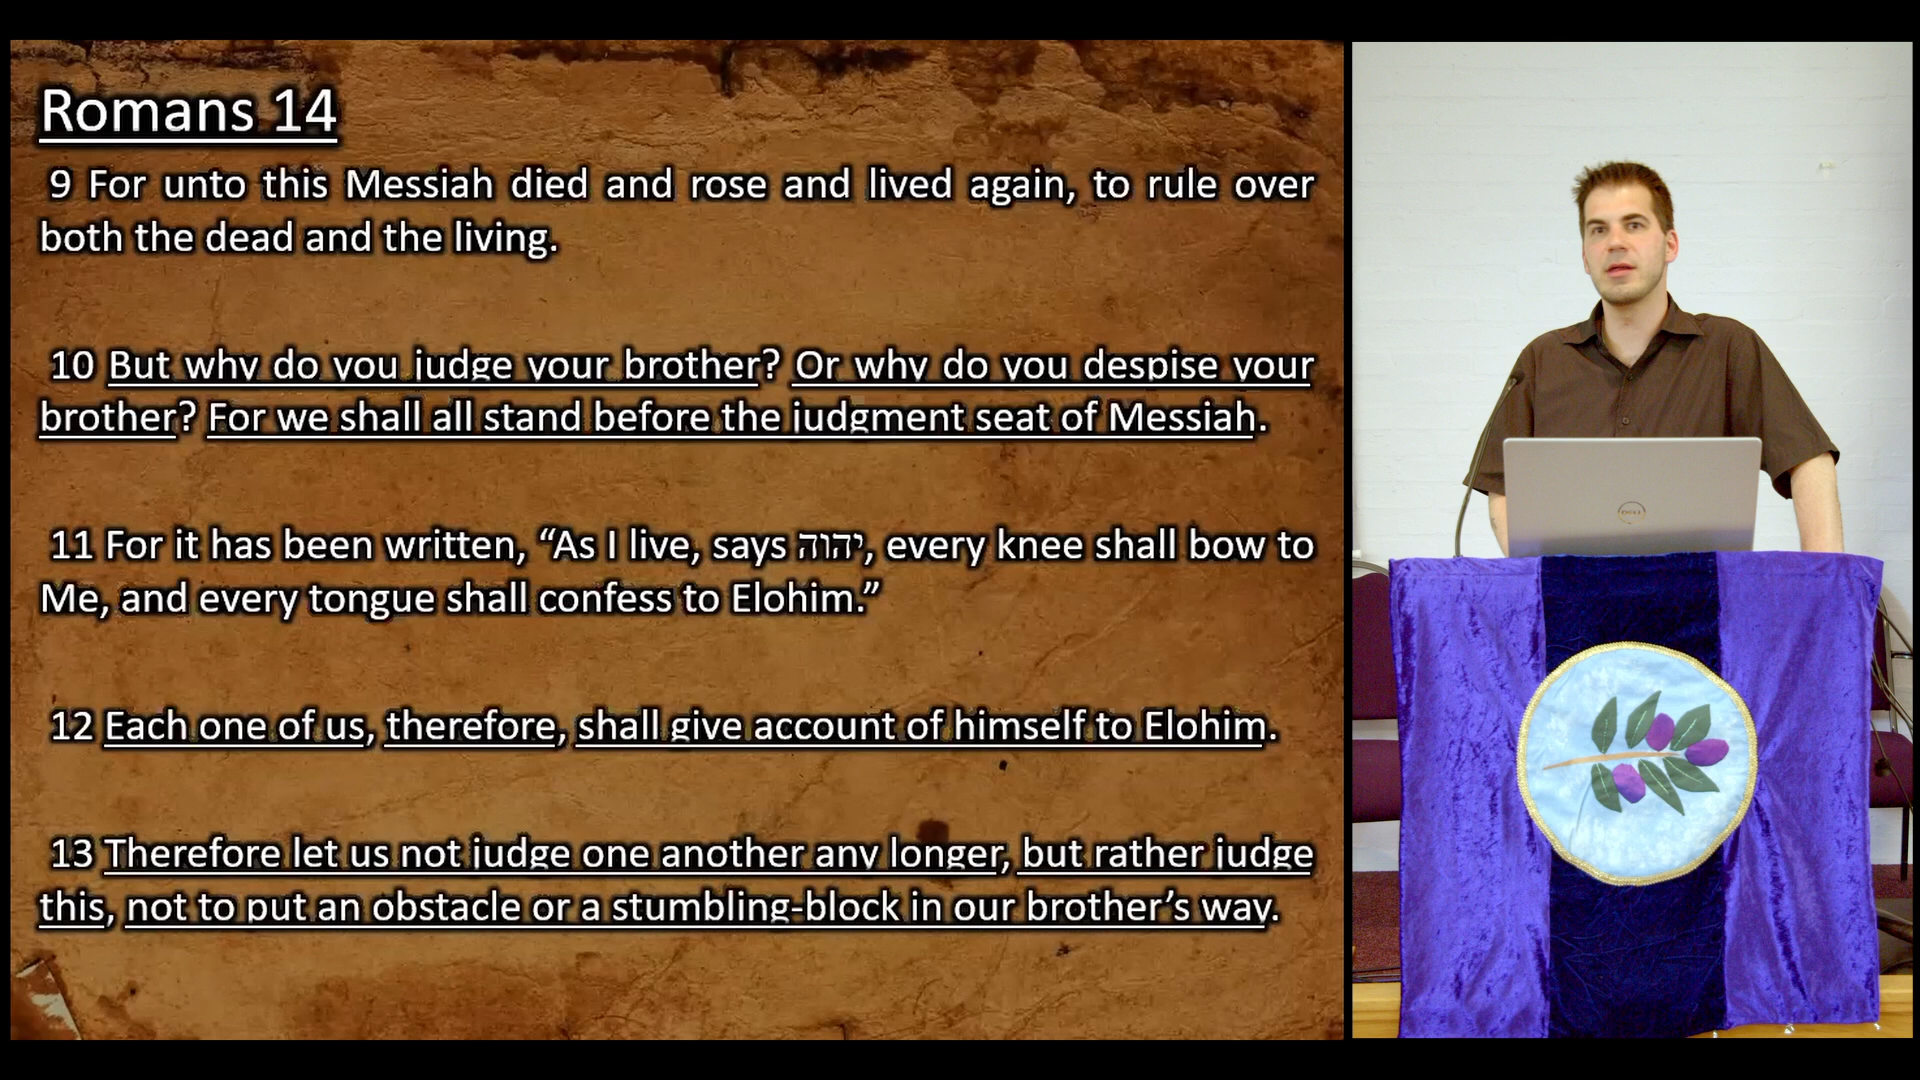 Romans 14
9 For unto this Messiah died and rose and lived again, to rule over
both the dead and the living.
10 But why do you judge your brother? Or why do you despise your
brother? For we shall all stand before the judgment seat of Messiah.
11 For it has been written, “As I live, says יהוה, every knee shall bow to
Me, and every tongue shall confess to Elohim.”
12 Each one of us, therefore, shall give account of himself to Elohim.
13 Therefore let us not judge one another any longer, but rather judge
this, not to put an obstacle or a stumbling-block in our brother’s way.
DELL